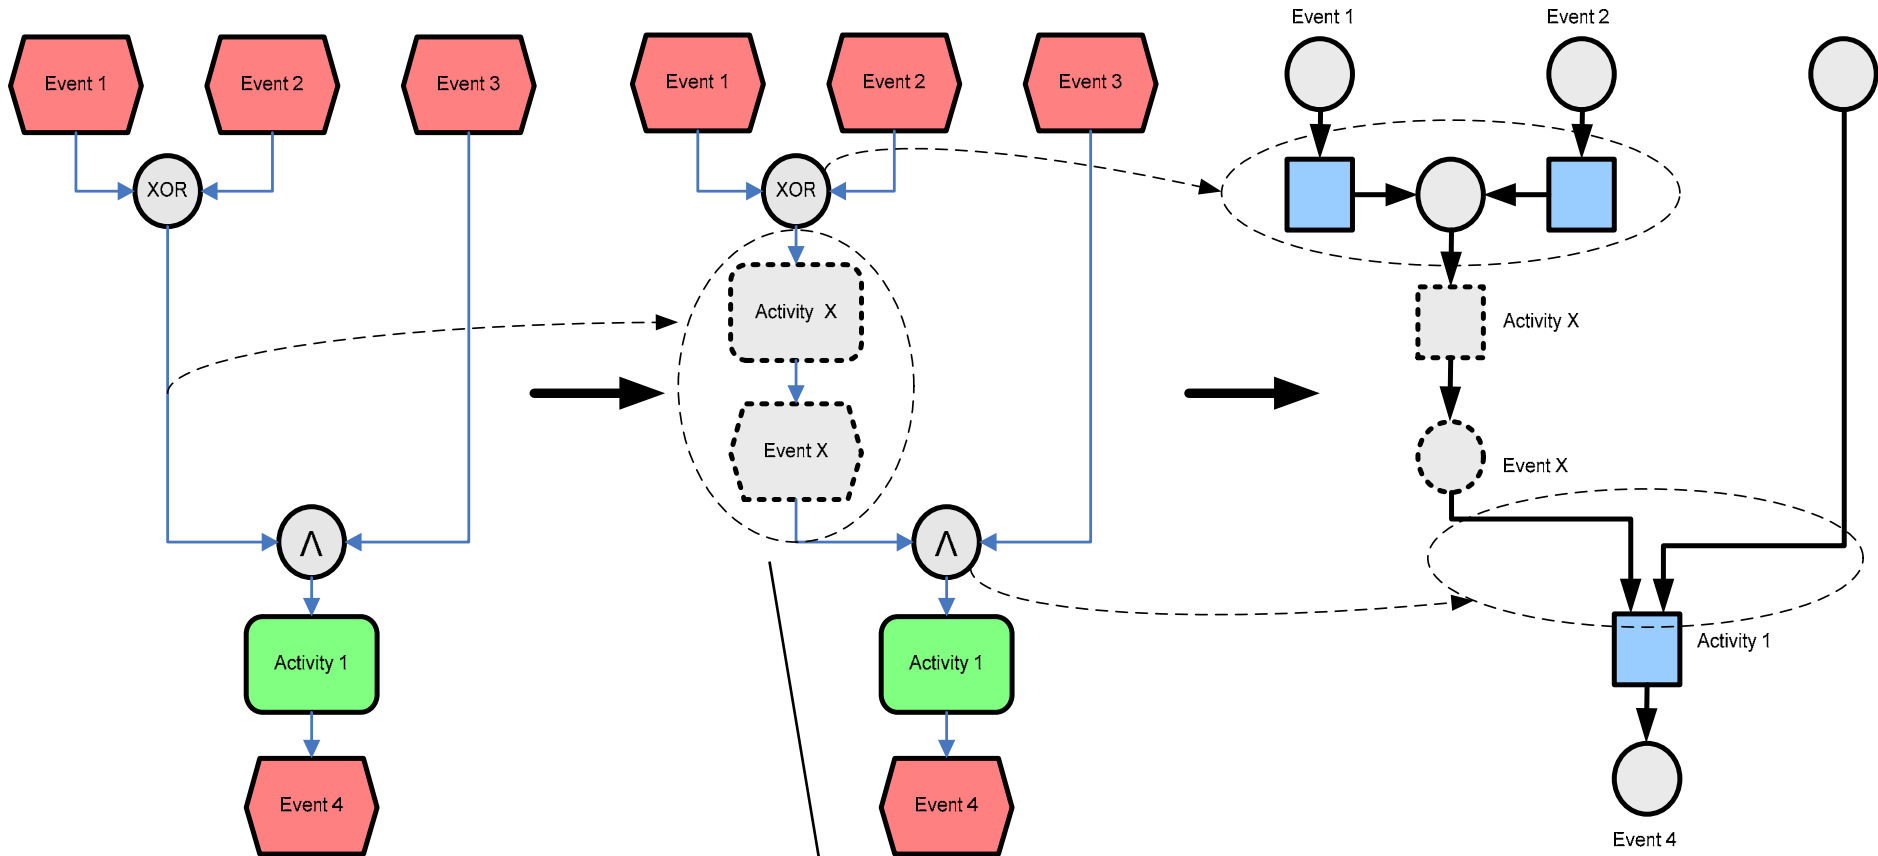 Event 1
Event 2
Event 3
XOR
Λ
Activity 1
Event 4
Event 1
Event 2
Event 3
XOR
Activity X
Event X
Λ
Activity 1
Event 4
Event 1
Event 2
Activity X
Event X
Activity 1
Event 4